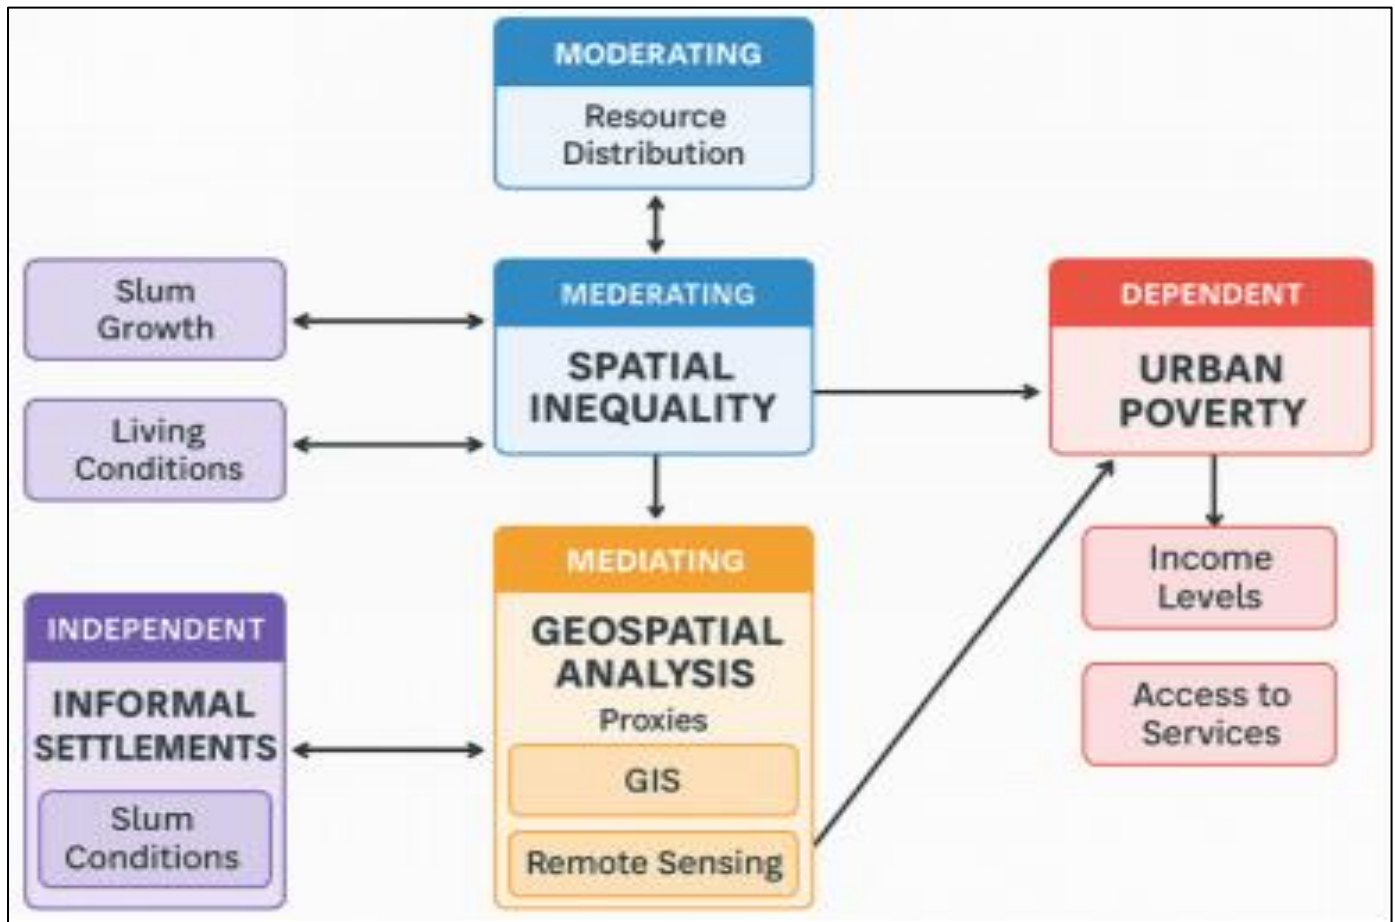 MODERATING
Resource
Distribution
Slum
Growth
Living
Conditions
MEDERATING
SPATIAL
INEQUALITY
DEPENDENT
URBAN
POVERTY
Income
Levels
Access to
Services
INDEPENDENT
INFORMAL
SETTLEMENTS
Slum
Conditions
MEDIATING
GEOSPATIAL
ANALYSIS
Proxies
GIS
Remote Sensing